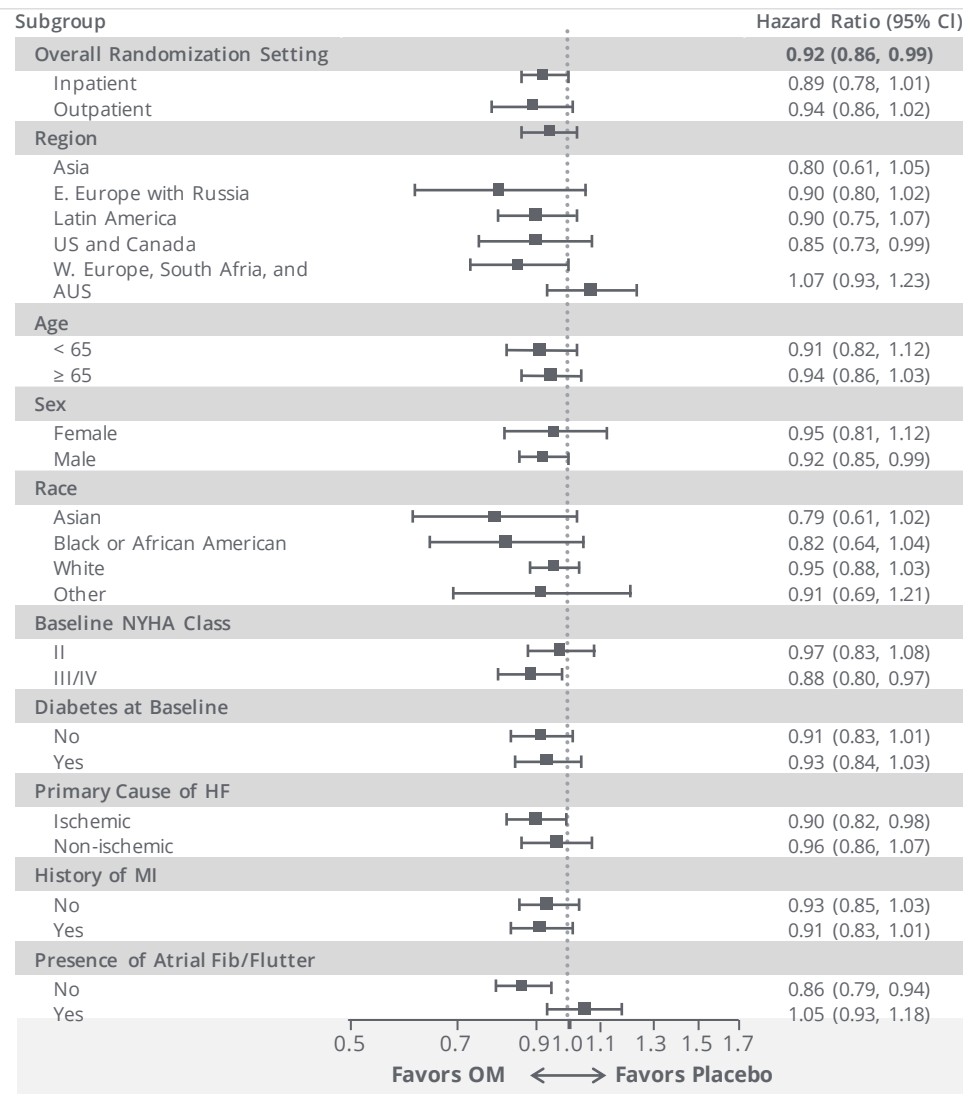 Subgroup Hazard Ratio (95% Cl)
Overall Randomization Setting 0.92 (0.86, 0.99)
Inpatient 0.89 (0.78, 1.01)
Outpatient 0.94 (0.86, 1.02)
Region
Asia 0.80 (0.61, 1.05)
E. Europe with Russia 0.90 (0.80, 1.02)
Latin America 0.90 (0.75, 1.07)
US and Canada 0.85 (0.73, 0.99)
W. Europe, South Afria, and
AUS 1.07 (0.93, 1.23)
Age
< 65 0.91 (0.82, 1.12)
≥ 65 0.94 (0.86, 1.03)
Sex
Female 0.95 (0.81, 1.12)
Male 0.92 (0.85, 0.99)
Race
Asian 0.79 (0.61, 1.02)
Black or African American 0.82 (0.64, 1.04)
White 0.95 (0.88, 1.03)
Other 0.91 (0.69, 1.21)
Baseline NYHA Class
II 0.97 (0.83, 1.08)
III/IV 0.88 (0.80, 0.97)
Diabetes at Baseline
No 0.91 (0.83, 1.01)
Yes 0.93 (0.84, 1.03)
Primary Cause of HF
Ischemic 0.90 (0.82, 0.98)
Non-ischemic 0.96 (0.86, 1.07)
History of MI
No 0.93 (0.85, 1.03)
Yes 0.91 (0.83, 1.01)
Presence of Atrial Fib/Flutter
No 0.86 (0.79, 0.94)
Yes 1.05 (0.93, 1.18)
0.5 0.7 0.9 1.0 1.1 1.3 1.5 1.7
Favors OM Favors Placebo